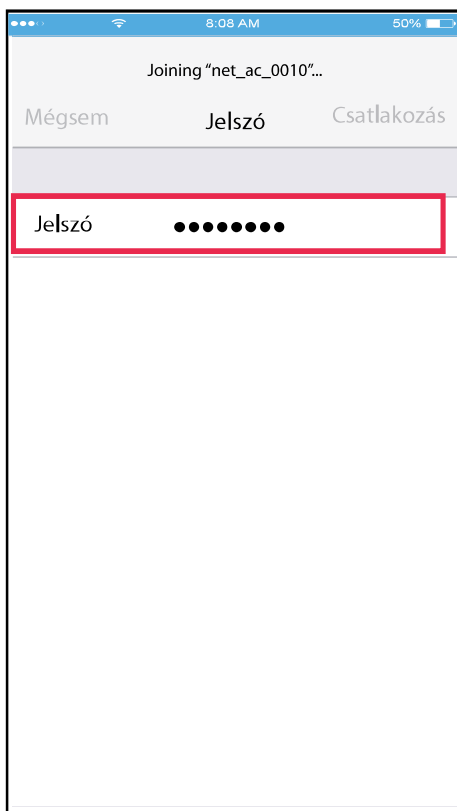 8:08 AM 50%
Joining “net_ac_0010”...
Mégsem Jelszó Csatlakozás
Jelszó ●●●●●●●●